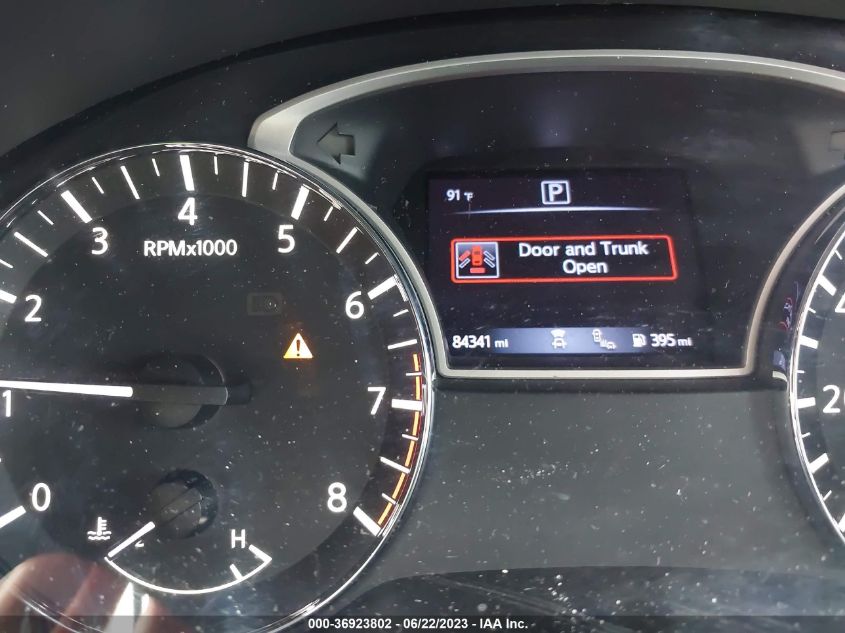 91 °F P
Door and Trunk
Open
84341 mi 395 mi
4
3 5
RPMx1000
2 6
1 7
0 8
H
000-36923802 - 06/22/2023 - IAA Inc.